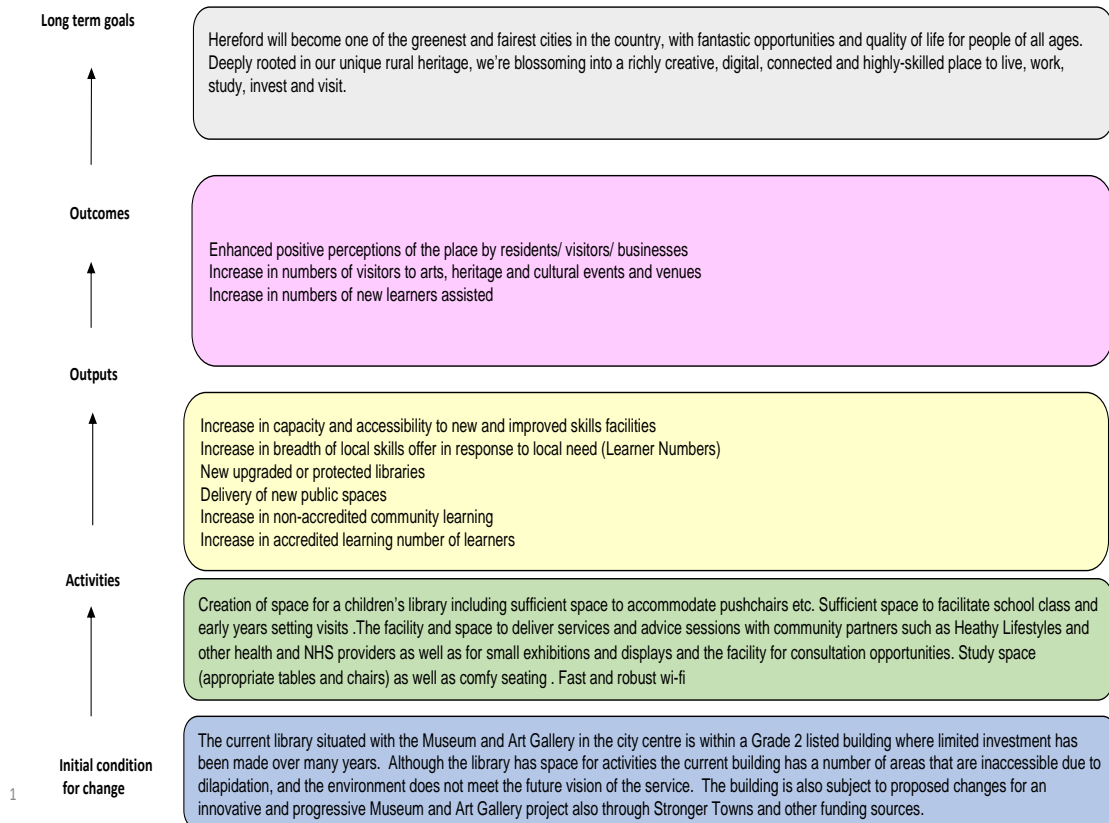 Long term goals
Hereford will become one of the greenest and fairest cities in the country, with fantastic opportunities and quality of life for people of all ages.
Deeply rooted in our unique rural heritage, we're blossoming into a richly creative, digital, connected and highly-skilled place to live, work,
study, invest and visit.
Outcomes
Enhanced positive perceptions of the place by residents/ visitors/ businesses
Increase in numbers of visitors to arts, heritage and cultural events and venues
Increase in numbers of new learners assisted
Outputs
Increase in capacity and accessibility to new and improved skills facilities
Increase in breadth of local skills offer in response to local need (Learner Numbers)
New upgraded or protected libraries
Delivery of new public spaces
Increase in non-accredited community learning
Increase in accredited learning number of learners
Activities
Creation of space for a children's library including sufficient space to accommodate pushchairs etc. Sufficient space to facilitate school class and
early years setting visits .The facility and space to deliver services and advice sessions with community partners such as Heathy Lifestyles and
other health and NHS providers as well as for small exhibitions and displays and the facility for consultation opportunities. Study space
(appropriate tables and chairs) as well as comfy seating . Fast and robust wi-fi
Initial condition
for change
The current library situated with the Museum and Art Gallery in the city centre is within a Grade 2 listed building where limited investment has
been made over many years. Although the library has space for activities the current building has a number of areas that are inaccessible due to
dilapidation, and the environment does not meet the future vision of the service. The building is also subject to proposed changes for an
innovative and progressive Museum and Art Gallery project also through Stronger Towns and other funding sources.
1